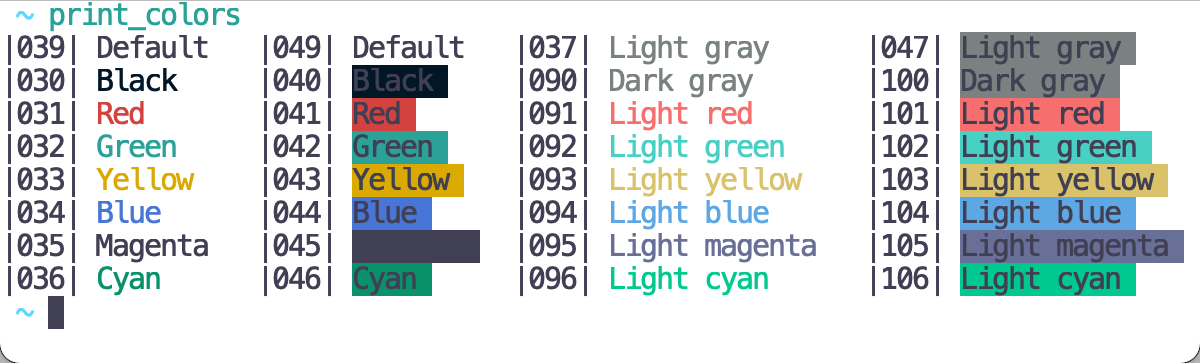 ~ print_colors
|039| Default |049| Default |037| Light gray |047| Light gray
|030| Black |040| Black |090| Dark gray |100| Dark gray
|031| Red |041| Red |091| Light red |101| Light red
|032| Green |042| Green |092| Light green |102| Light green
|033| Yellow |043| Yellow |093| Light yellow |103| Light yellow
|034| Blue |044| Blue |094| Light blue |104| Light blue
|035| Magenta |045| |095| Light magenta |105| Light magenta
|036| Cyan |046| Cyan |096| Light cyan |106| Light cyan
~